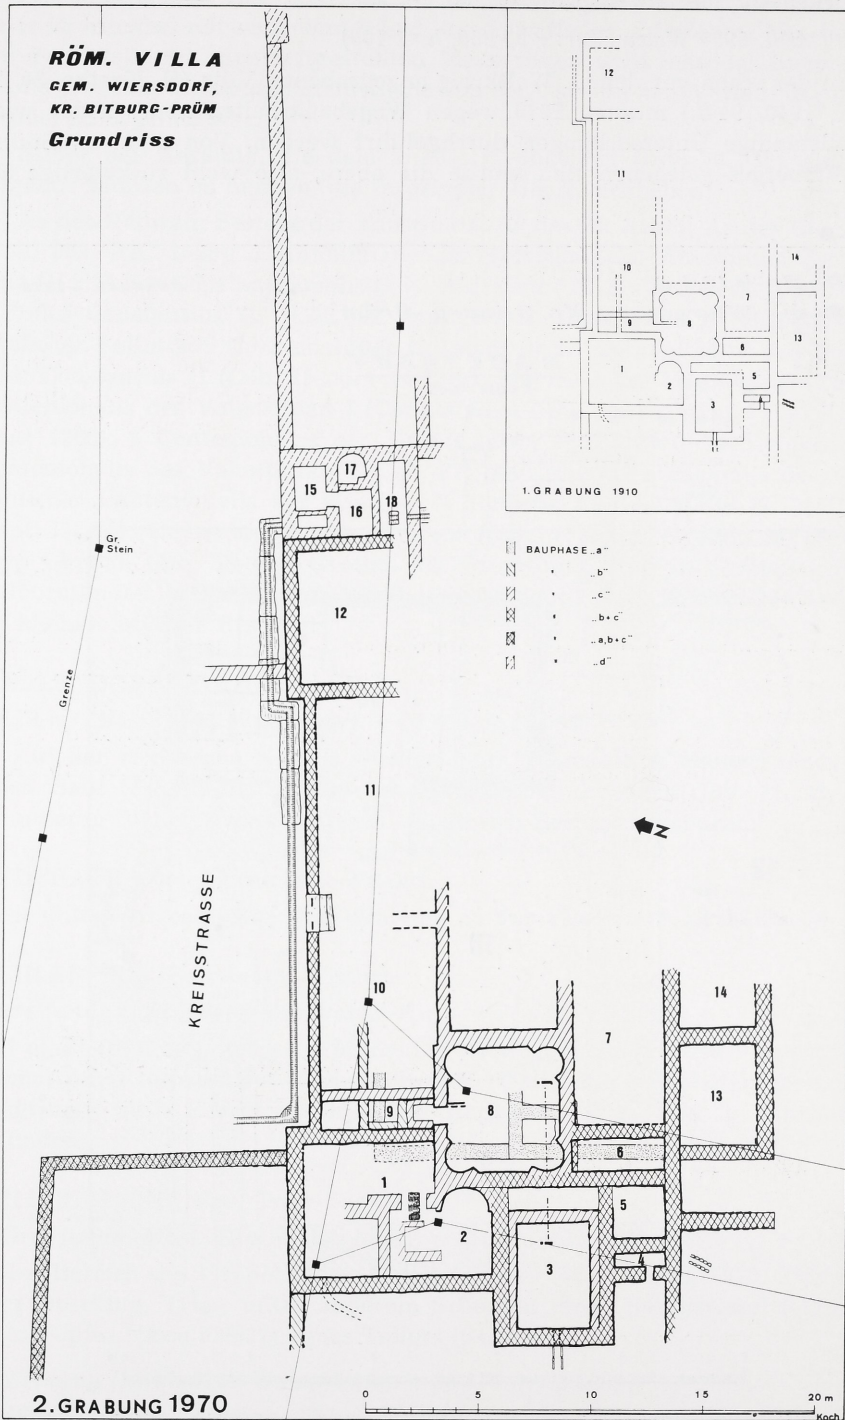 RÖM. VILLA
GEM. WIERSDORF,
KR. BITBURG-PRÜM
Grundriss
12
11
10
14
7
9
8
13
6
1
5
2
3
4
1. GRABUNG 1910
17
15
18
16
Gr. Stein
BAUPHASE „a"
" „b"
" „c"
" „b+c"
" „a,b+c"
" „d"
12
Grenze
11
N
KREISSTRASSE
10
14
7
13
9
8
6
1
5
2
4
3
2. GRABUNG 1970
0 5 10 15 20 m
Koch